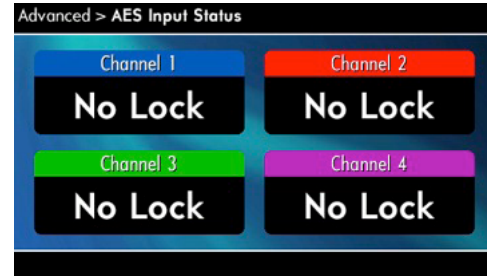 Advanced > AES Input Status
Channel 1
No Lock
Channel 2
No Lock
Channel 3
No Lock
Channel 4
No Lock